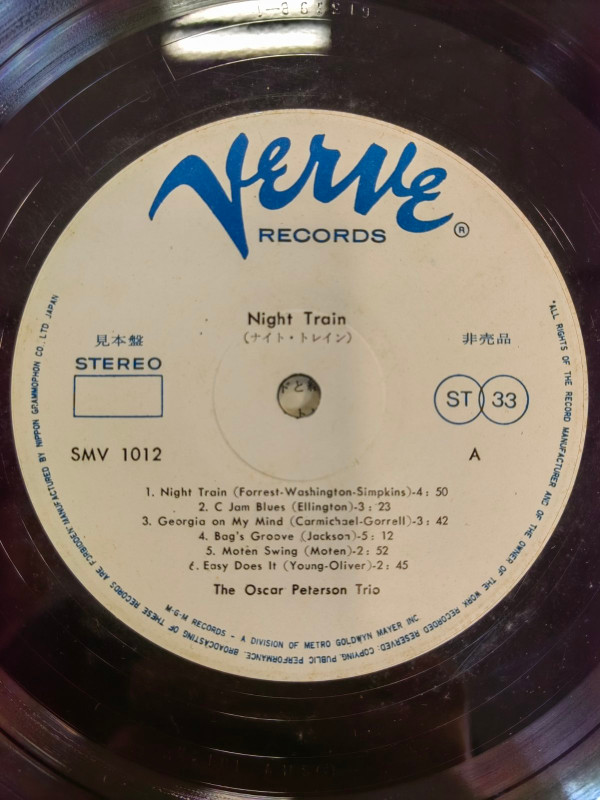 Verve
RECORDS ®
Night Train
(ナイト・トレイン)
見本盤
非売品
STEREO
ST 33
SMV 1012
A
1. Night Train (Forrest-Washington-Simpkins)-4 : 50
2. C Jam Blues (Ellington)-3 : 23
3. Georgia on My Mind (Carmichael-Gorrell)-3 : 42
4. Bag's Groove (Jackson)-5 : 12
5. Moten Swing (Moten)-2 : 52
6. Easy Does It (Young-Oliver)-2 : 45
The Oscar Peterson Trio
M-G-M RECORDS - A DIVISION OF METRO GOLDWYN MAYER INC
"ALL RIGHTS OF THE RECORD MANUFACTURER AND OF THE OWNER OF THE WORK RECORDED RESERVED: COPYING, PUBLIC PERFORMANCE, BROADCASTING OF THESE RECORDS ARE FORBIDDEN" MANUFACTURED BY NIPPON GRAMMOPHON CO., LTD JAPAN